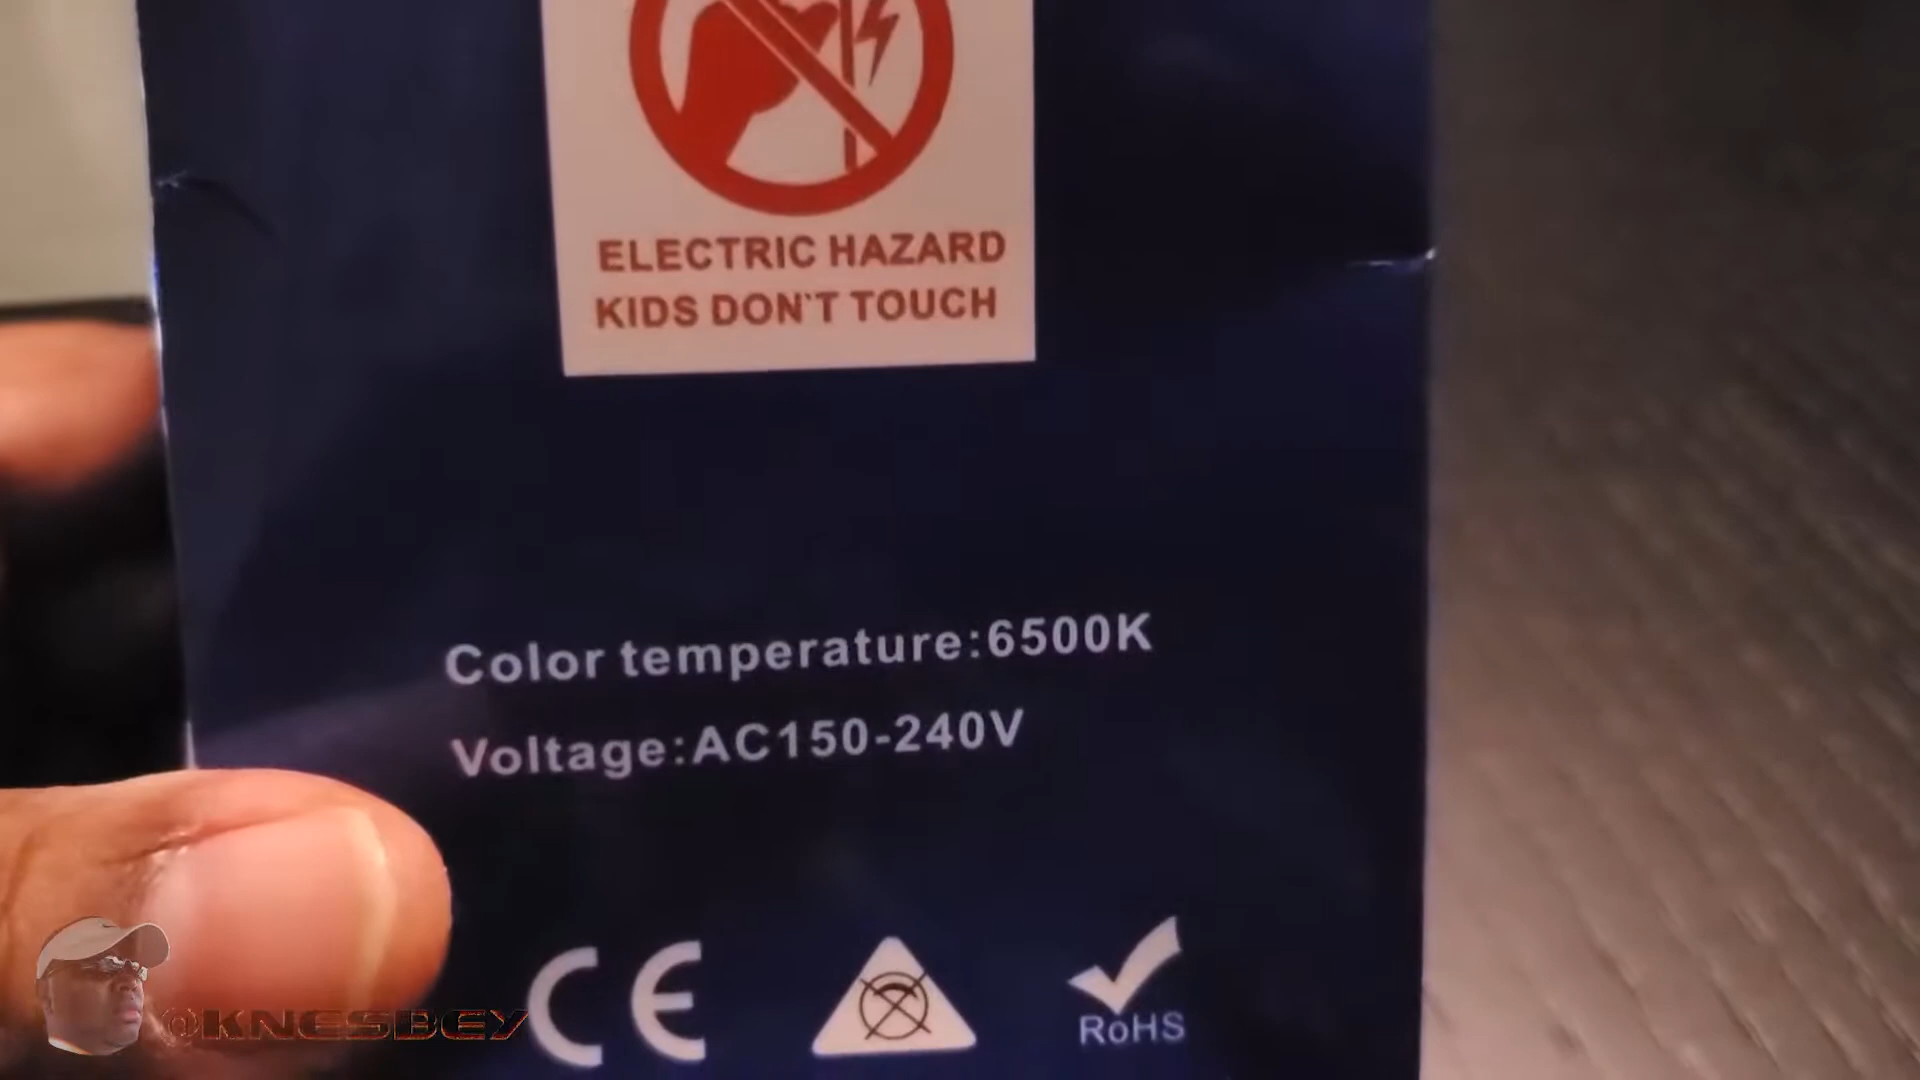 ELECTRIC HAZARD
KIDS DON'T TOUCH
Color temperature:6500K
Voltage:AC150-240V
CE
RoHS
@KNESBEY